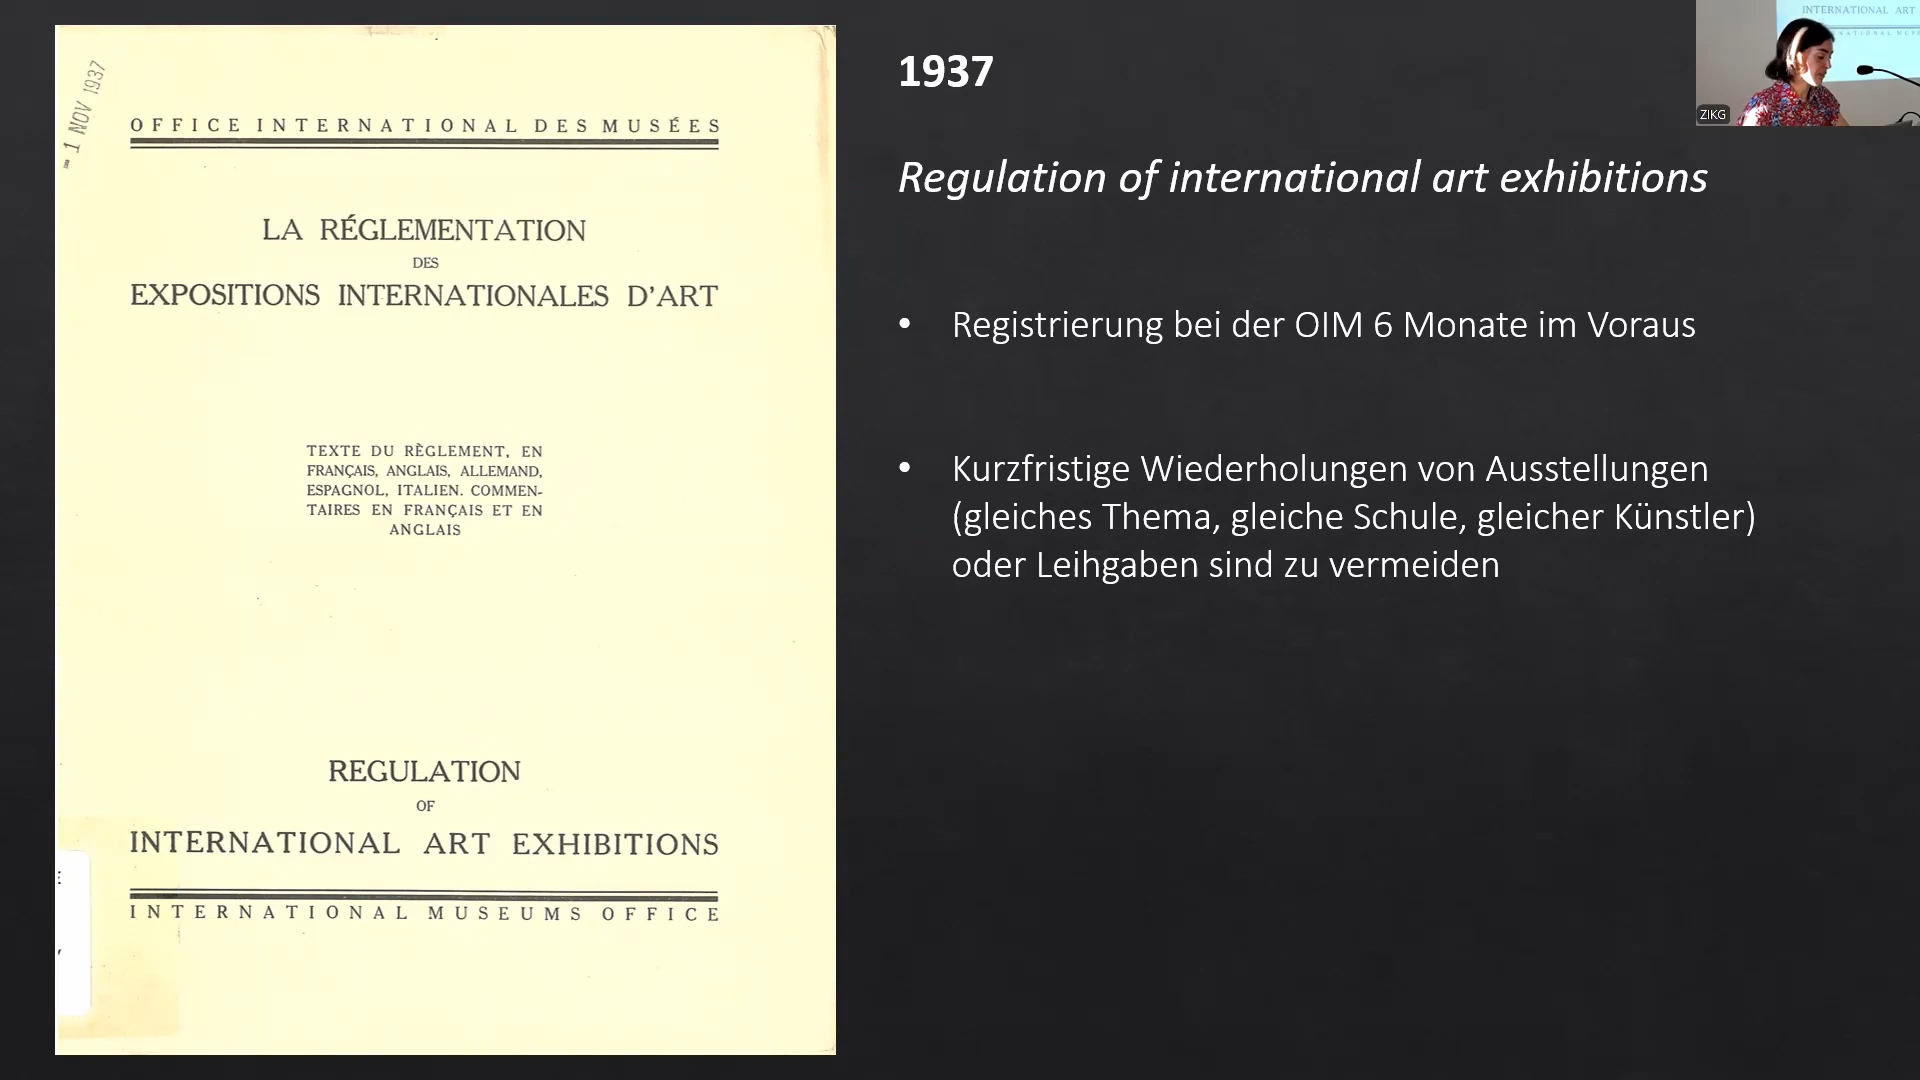 - 1 NOV 1937
OFFICE INTERNATIONAL DES MUSÉES
LA RÉGLEMENTATION
DES
EXPOSITIONS INTERNATIONALES D'ART
TEXTE DU RÈGLEMENT, EN
FRANÇAIS, ANGLAIS, ALLEMAND,
ESPAGNOL, ITALIEN. COMMEN-
TAIRES EN FRANÇAIS ET EN
ANGLAIS
REGULATION
OF
INTERNATIONAL ART EXHIBITIONS
INTERNATIONAL MUSEUMS OFFICE
1937
Regulation of international art exhibitions
• Registrierung bei der OIM 6 Monate im Voraus
• Kurzfristige Wiederholungen von Ausstellungen
(gleiches Thema, gleiche Schule, gleicher Künstler)
oder Leihgaben sind zu vermeiden
INTERNATIONAL ART
ZIKG